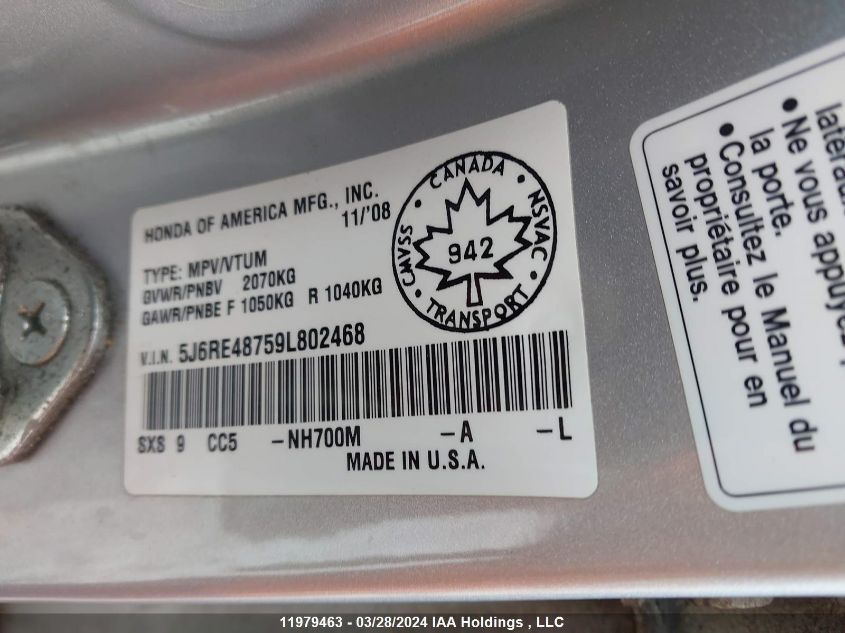 HONDA OF AMERICA MFG., INC.
11/'08
TYPE: MPV/VTUM
GVWR/PNBV 2070KG
GAWR/PNBE F 1050KG R 1040KG
V.I.N. 5J6RE48759L802468
SXS 9 CC5 -NH700M -A -L
MADE IN U.S.A.
• CANADA •
NSVAC
• TRANSPORT •
CMVSS
942
• Ne vous appuyez
la porte.
• Consultez le Manuel du
propriétaire pour en
savoir plus.
11979463 - 03/28/2024 IAA Holdings , LLC